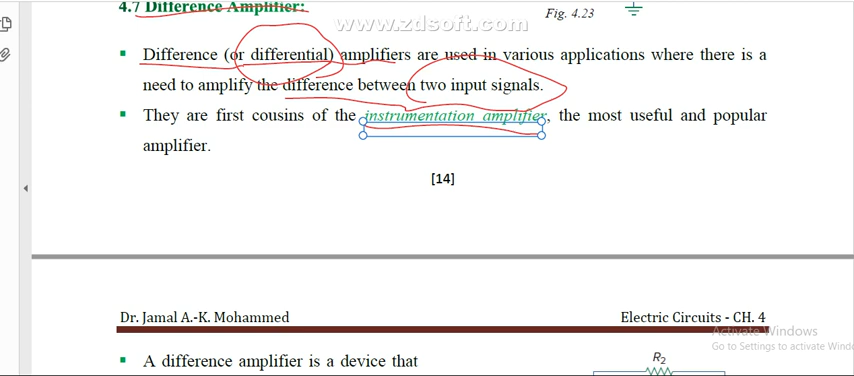 4.7 Difference Amplifier:
www.zdsoft.com
Fig. 4.23
▪ Difference (or differential) amplifiers are used in various applications where there is a
need to amplify the difference between two input signals.
▪ They are first cousins of the instrumentation amplifier, the most useful and popular
amplifier.
[14]
Dr. Jamal A.-K. Mohammed
Electric Circuits - CH. 4
Activate Windows
Go to Settings to activate Wind
▪ A difference amplifier is a device that
R2